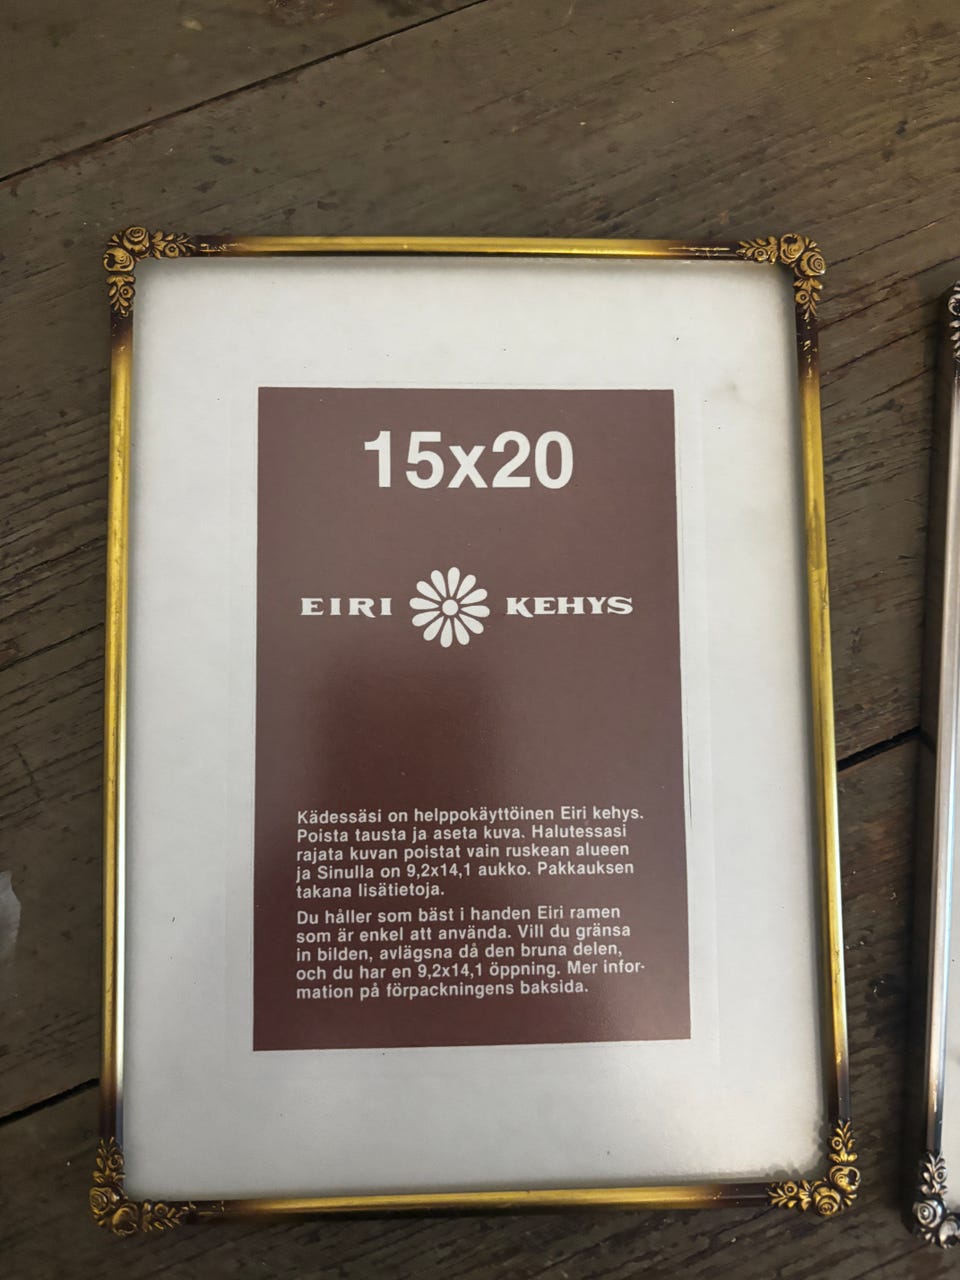 15x20
EIRI KEHYS
Kädessäsi on helppokäyttöinen Eiri kehys.
Poista tausta ja aseta kuva. Halutessasi
rajata kuvan poistat vain ruskean alueen
ja Sinulla on 9,2x14,1 aukko. Pakkauksen
takana lisätietoja.
Du håller som bäst i handen Eiri ramen
som är enkel att använda. Vill du gränsa
in bilden, avlägsna då den bruna delen,
och du har en 9,2x14,1 öppning. Mer infor-
mation på förpackningens baksida.